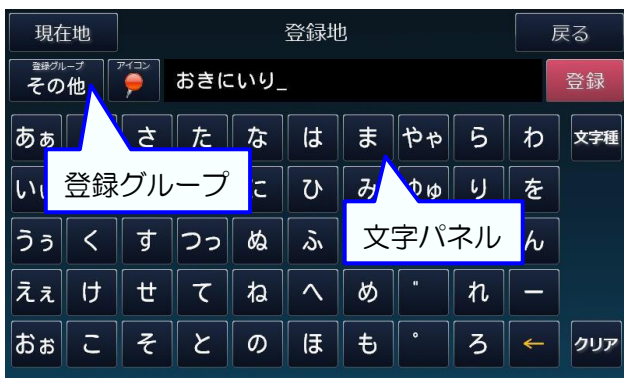 現在地 登録地 戻る
登録グループ アイコン
その他 おきにいり_ 登録
あぁ さ た な は ま やゃ ら わ 文字種
登録グループ
い ひ み ゅ り を
文字パネル
うぅ く す つっ ぬ ふ ん
えぇ け せ て ね へ め ゛ れ ー
おぉ こ そ と の ほ も ゜ ろ ← クリア